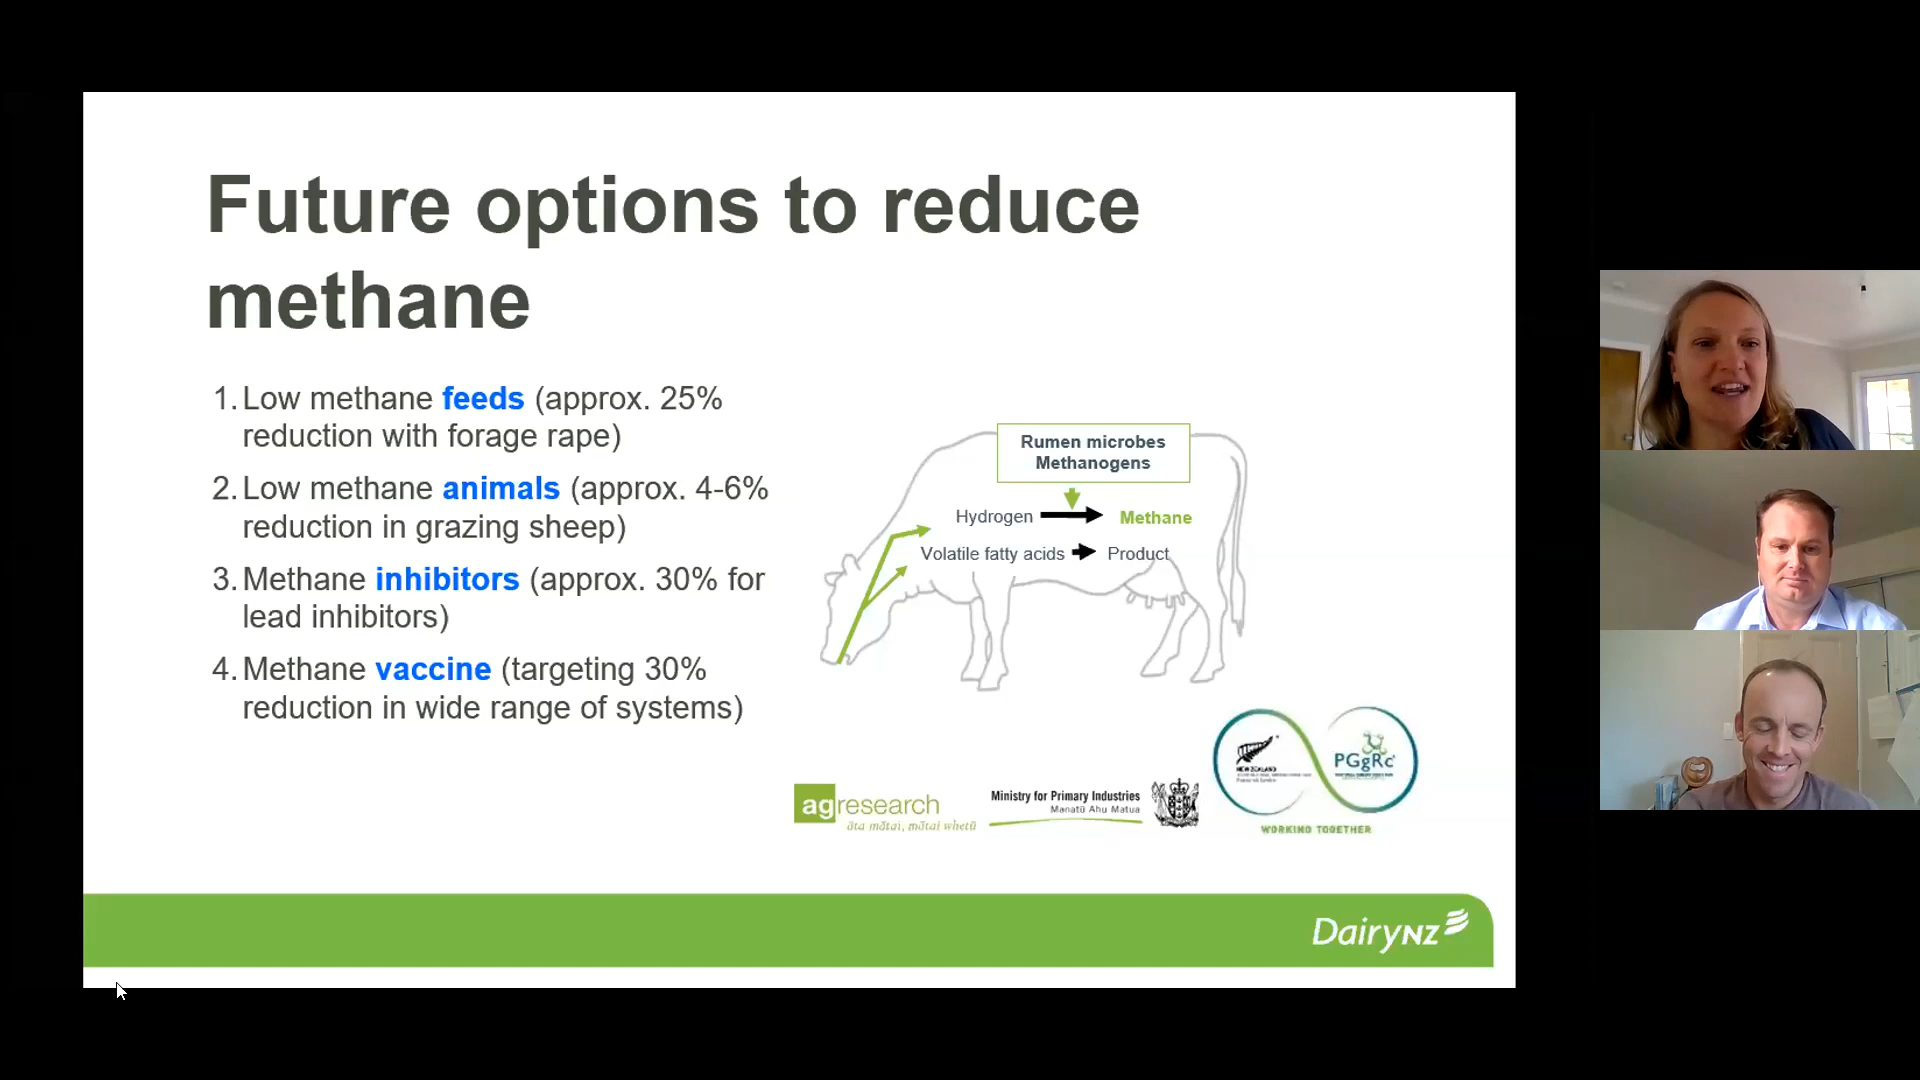 Future options to reduce
methane
1. Low methane feeds (approx. 25%
reduction with forage rape)
2. Low methane animals (approx. 4-6%
reduction in grazing sheep)
3. Methane inhibitors (approx. 30% for
lead inhibitors)
4. Methane vaccine (targeting 30%
reduction in wide range of systems)
Rumen microbes
Methanogens
Hydrogen
Methane
Volatile fatty acids
Product
agresearch
āta mātai, mātai whetū
Ministry for Primary Industries
Manatū Ahu Matua
NEW ZEALAND
PGgRc
WORKING TOGETHER
DairyNZ